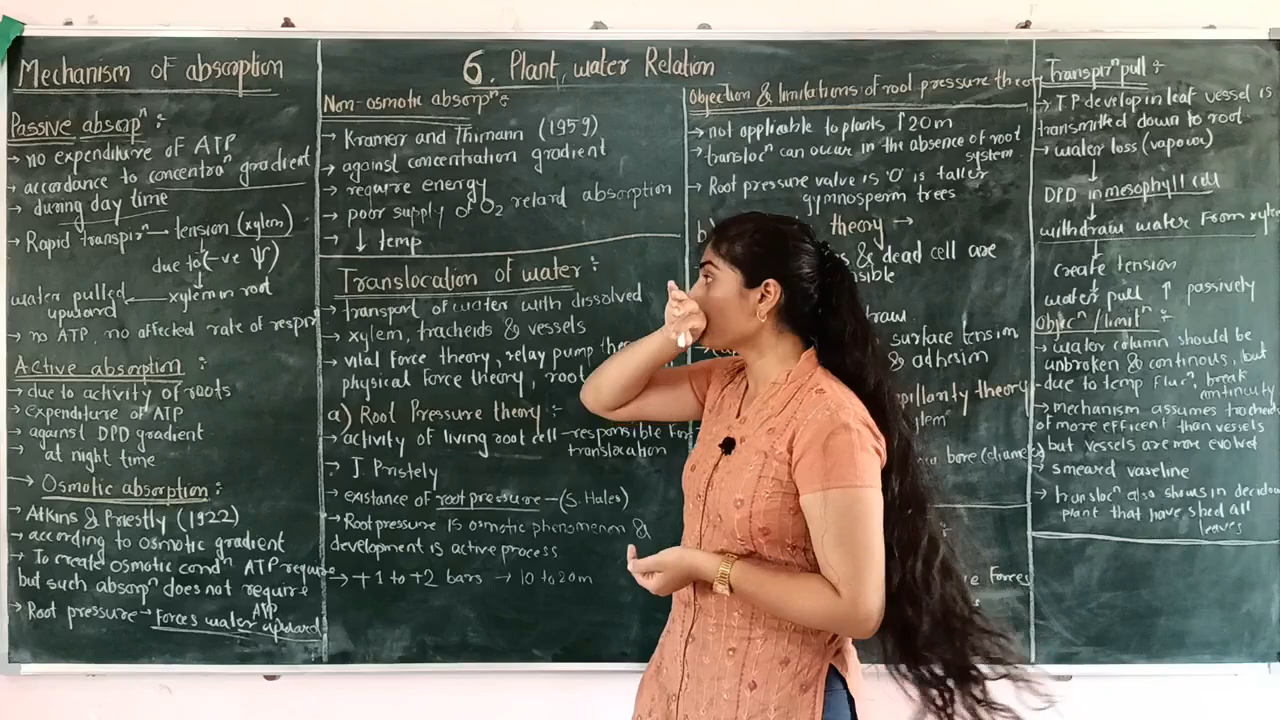 6. Plant, water Relation
Mechanism of absorption
Passive absorpⁿ :
→ no expenditure of ATP
→ accordance to concentraⁿ gradient
→ during day time
→ Rapid transpirⁿ → tension (xylem)
due to (-ve Ψ)
water pulled ← xylem in root
upward
→ no ATP, no affected rate of respirⁿ
Active absorption :
→ due to activity of roots
→ expenditure of ATP
→ against DPD gradient
→ at night time
→ Osmotic absorption :
→ Atkins & Priestly (1922)
→ according to osmotic gradient
→ To create osmotic condⁿ ATP require
but such absorpⁿ does not require
ATP
→ Root pressure → Forces water upward
Non-osmotic absorpⁿ :
→ Kramer and Thimann (1959)
→ against concentration gradient
→ require energy
→ poor supply of O₂ retard absorption
→ ↓ temp
Translocation of water :
→ transport of water with dissolved
→ xylem, tracheids & vessels
→ vital force theory, relay pump
physical force theory, root
a) Root Pressure theory :-
→ activity of living root cell → responsible for
translocation
→ J. Pristely
→ existance of root pressure - (S. Hales)
→ Root pressure is osmotic phenomenon &
development is active process
→ +1 to +2 bars → 10 to 20m
Objection & limitations of root pressure theory
→ not applicable to plants ↑ 20 m
→ translocⁿ can occur in the absence of root
system
→ Root pressure valve is '0' is taller
gymnosperm trees
b) theory →
& dead cell are
surface tension
& adhesim
theory
bore
Forces
Transpirⁿ pull :
→ T.P develop in leaf vessel is
transmitted down to root
→ water loss (vapour)
↓
DPD in mesophyll cell
↓
withdraw water from xylem
↓
create tension
↓
water pull ↑ passively
Objecⁿ / limitⁿ :
→ water column should be
unbroken & continous, but
due to temp flucⁿ, break
continuity
→ mechanism assumes tracheid
of more efficent than vessels
but vessels are more evolved
→ smeard vaseline
→ translocⁿ also shows in deciduou
plant that have shed all
leaves